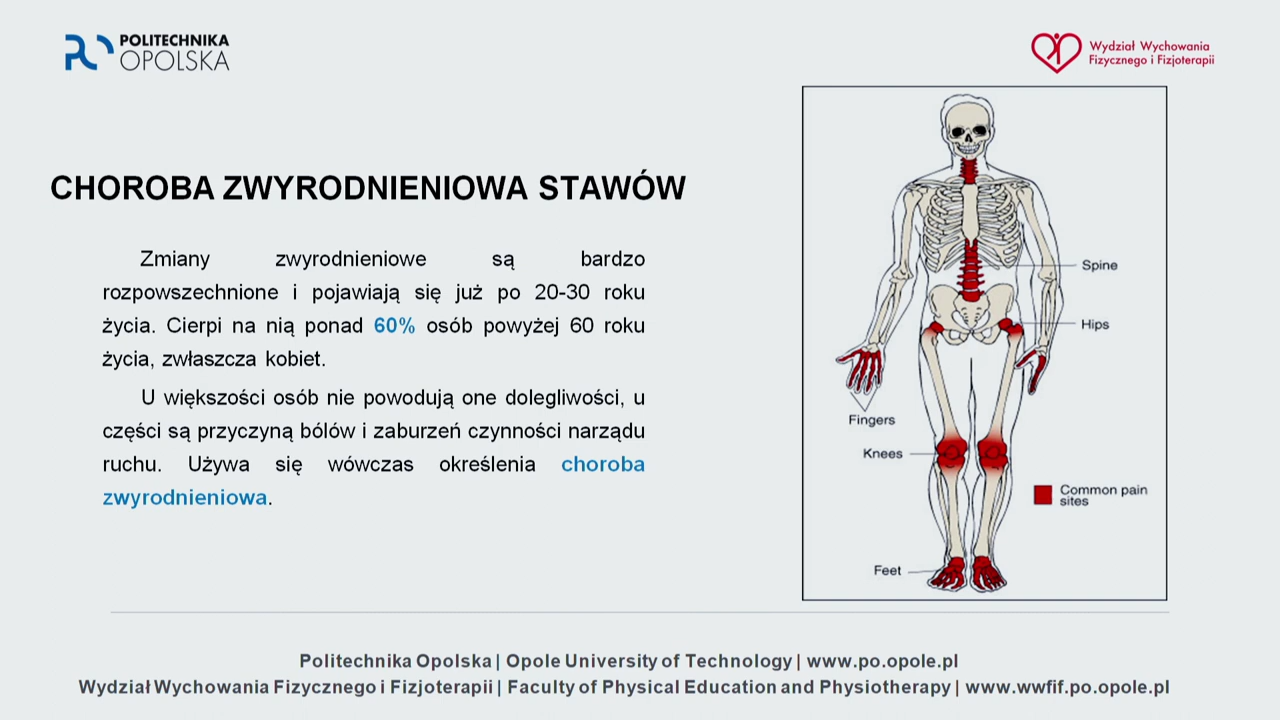 POLITECHNIKA
OPOLSKA
Wydział Wychowania
Fizycznego i Fizjoterapii
CHOROBA ZWYRODNIENIOWA STAWÓW
Zmiany zwyrodnieniowe są bardzo
rozpowszechnione i pojawiają się już po 20-30 roku
życia. Cierpi na nią ponad 60% osób powyżej 60 roku
życia, zwłaszcza kobiet.
U większości osób nie powodują one dolegliwości, u
części są przyczyną bólów i zaburzeń czynności narządu
ruchu. Używa się wówczas określenia choroba
zwyrodnieniowa.
Spine
Hips
Fingers
Knees
Common pain
sites
Feet
Politechnika Opolska | Opole University of Technology | www.po.opole.pl
Wydział Wychowania Fizycznego i Fizjoterapii | Faculty of Physical Education and Physiotherapy | www.wwfif.po.opole.pl